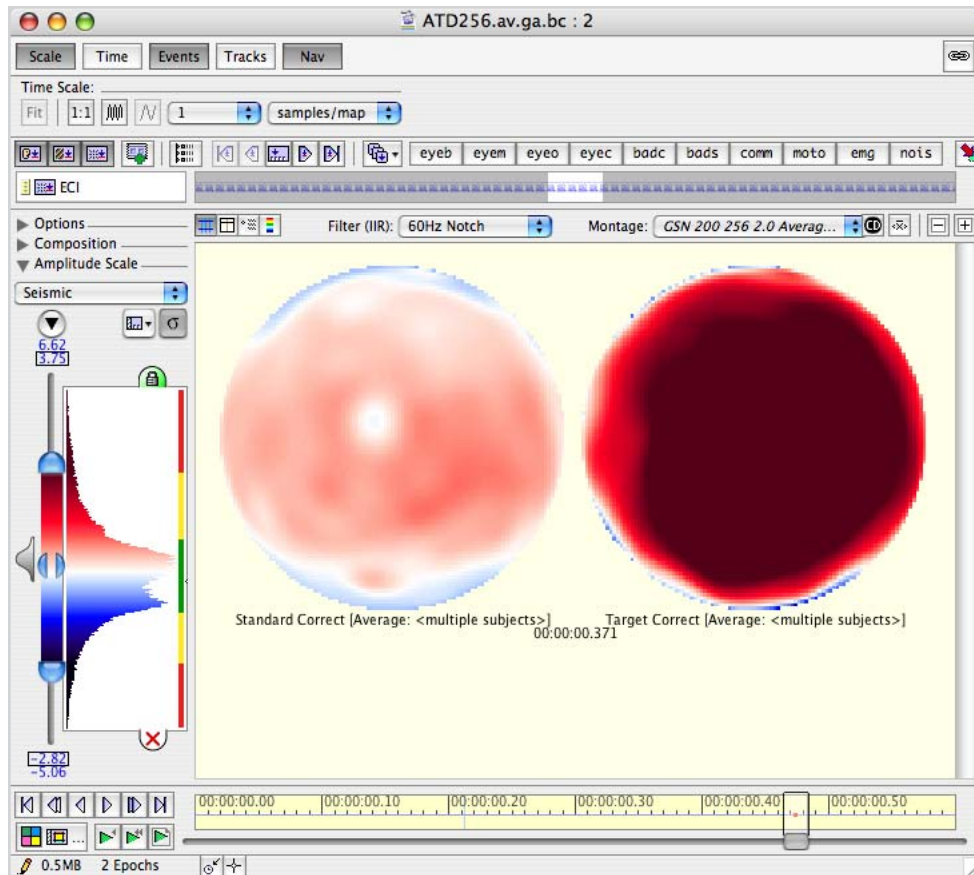 ATD256.av.ga.bc : 2
Scale Time Events Tracks Nav
Time Scale:
Fit 1:1 1 samples/map
eyeb eyem eyeo eyec badc bads comm moto emg nois
ECI
Options
Composition
Amplitude Scale
Filter (IIR): 60Hz Notch Montage: GSN 200 256 2.0 Averag...
Seismic
σ
6.62
3.75
Standard Correct [Average: <multiple subjects>] Target Correct [Average: <multiple subjects>]
00:00:00.371
-2.82
-5.06
00:00:00.00 00:00:00.10 00:00:00.20 00:00:00.30 00:00:00.40 00:00:00.50
...
0.5MB 2 Epochs